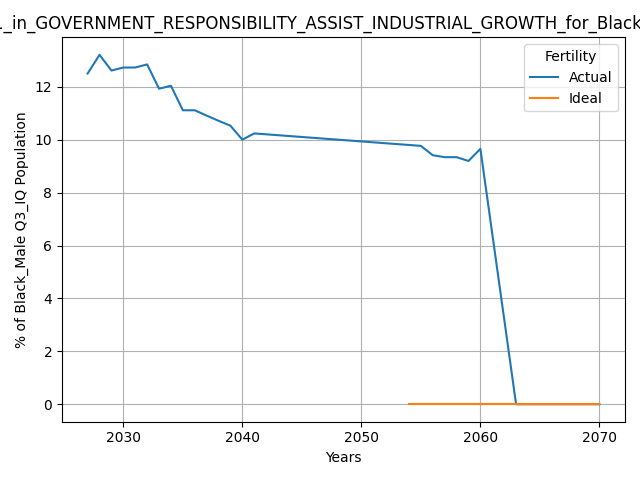 _in_GOVERNMENT_RESPONSIBILITY_ASSIST_INDUSTRIAL_GROWTH_for_Black
Fertility
Actual
Ideal
% of Black_Male Q3_IQ Population
12
10
8
6
4
2
0
2030 2040 2050 2060 2070
Years